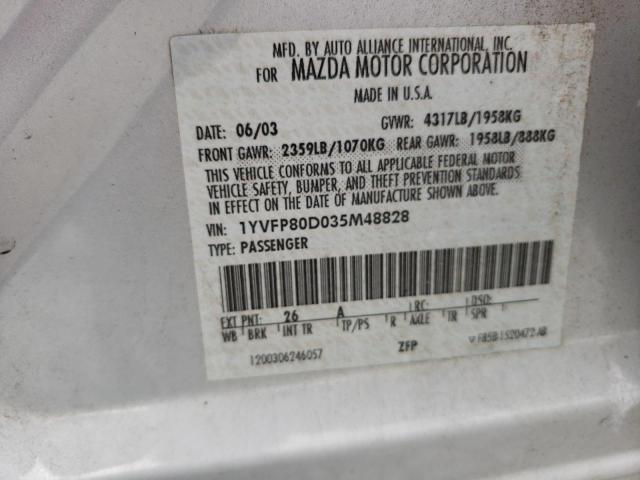 MFD. BY AUTO ALLIANCE INTERNATIONAL, INC.
FOR MAZDA MOTOR CORPORATION
MADE IN U.S.A.
DATE: 06/03 GVWR: 4317LB/1958KG
FRONT GAWR: 2359LB/1070KG REAR GAWR: 1958LB/888KG
THIS VEHICLE CONFORMS TO ALL APPLICABLE FEDERAL MOTOR
VEHICLE SAFETY, BUMPER, AND THEFT PREVENTION STANDARDS
IN EFFECT ON THE DATE OF MANUFACTURE SHOWN ABOVE.
VIN: 1YVFP80D035M48828
TYPE: PASSENGER
EXT PNT: 26 A RC: DSO:
WB BRK INT TR TP/PS R AXLE TR SPR
1200306246057 ZFP F85B-1520472-AB